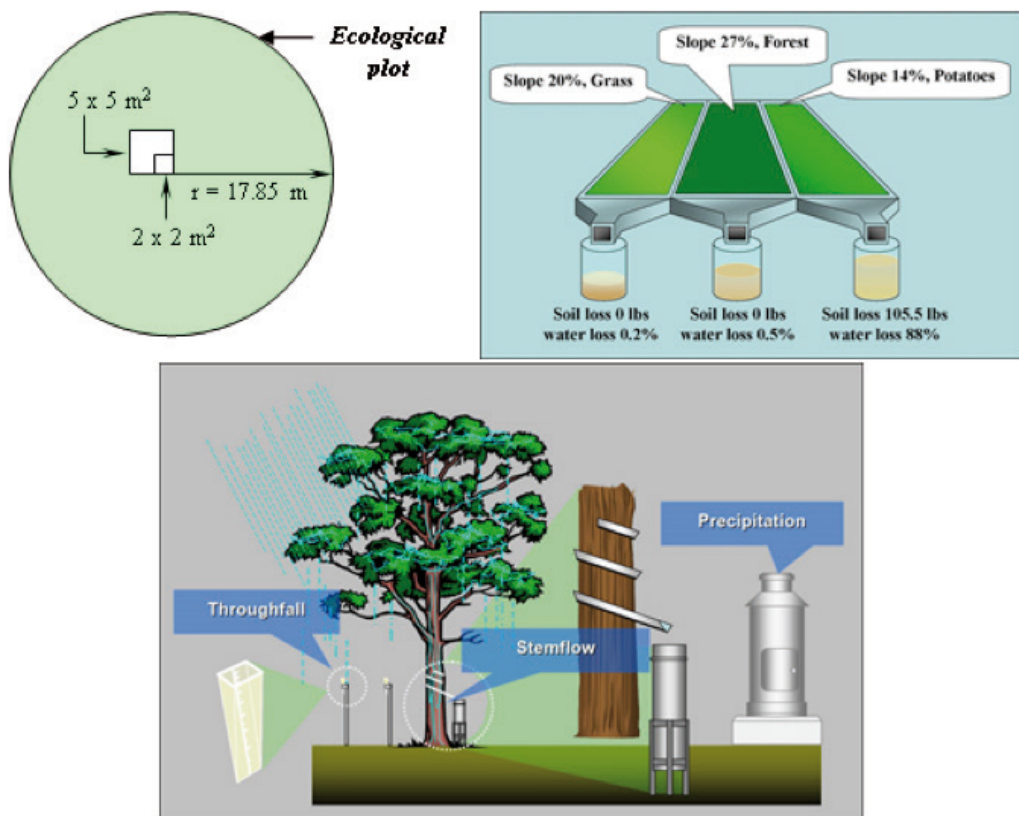 Ecological
plot
5 x 5 m²
r = 17.85 m
2 x 2 m²
Slope 27%, Forest
Slope 20%, Grass
Slope 14%, Potatoes
Soil loss 0 lbs
water loss 0.2%
Soil loss 0 lbs
water loss 0.5%
Soil loss 105.5 lbs
water loss 88%
Precipitation
Throughfall
Stemflow